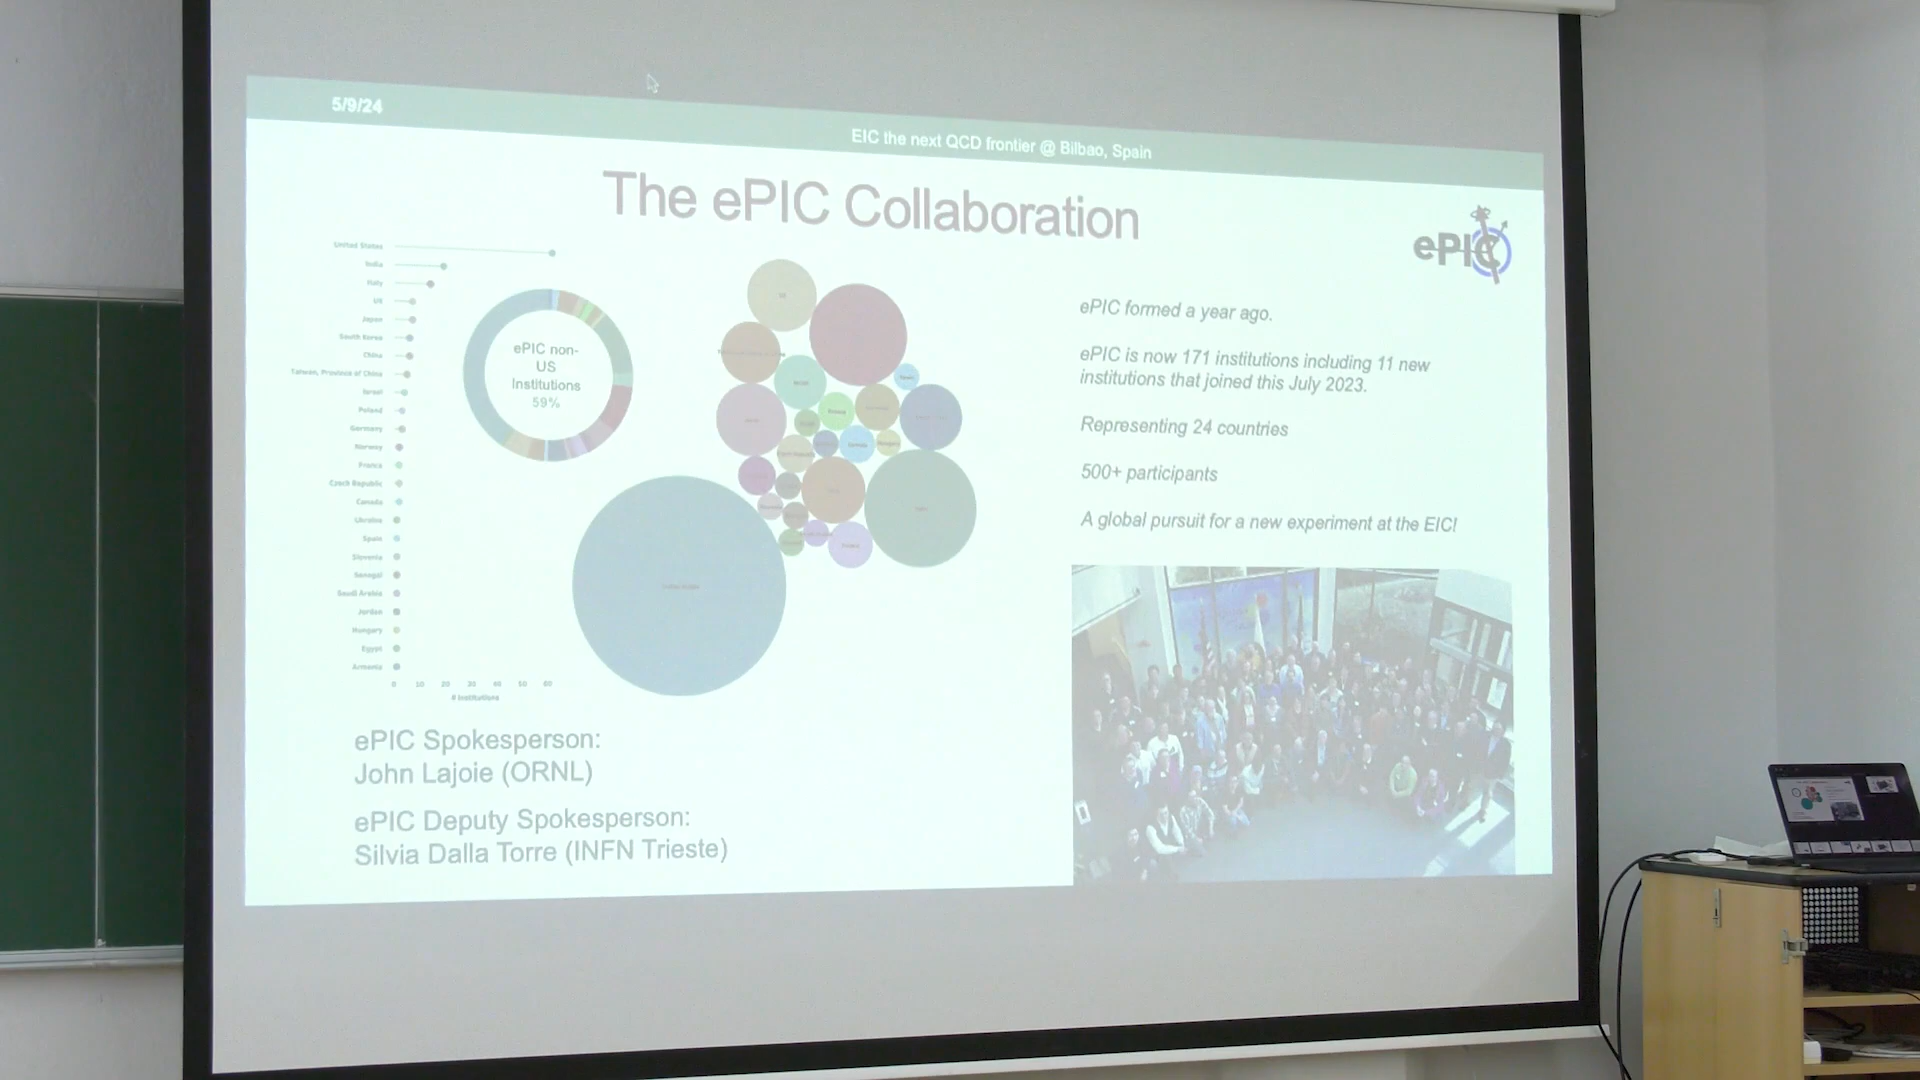 5/9/24
EIC the next QCD frontier @ Bilbao, Spain
The ePIC Collaboration
ePIC
United States
India
Italy
UK
Japan
South Korea
China
Taiwan, Province of China
Israel
Poland
Germany
Norway
France
Czech Republic
Canada
Ukraine
Spain
Slovenia
Senegal
Saudi Arabia
Jordan
Hungary
Egypt
Armenia
0 10 20 30 40 50 60
# Institutions
ePIC non-
US
Institutions
59%
ePIC formed a year ago.
ePIC is now 171 institutions including 11 new
institutions that joined this July 2023.
Representing 24 countries
500+ participants
A global pursuit for a new experiment at the EIC!
ePIC Spokesperson:
John Lajoie (ORNL)
ePIC Deputy Spokesperson:
Silvia Dalla Torre (INFN Trieste)